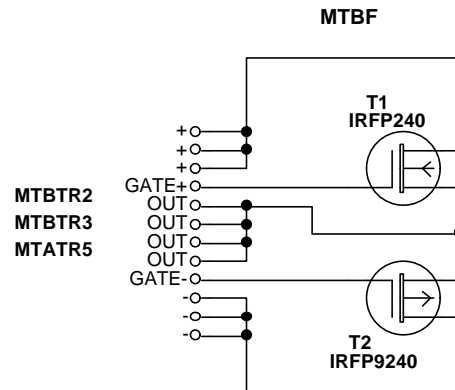 MTBF
T1
IRFP240
+
+
+
GATE+
MTBTR2
OUT
MTBTR3
OUT
OUT
MTATR5
OUT
GATE-
-
-
-
T2
IRFP9240